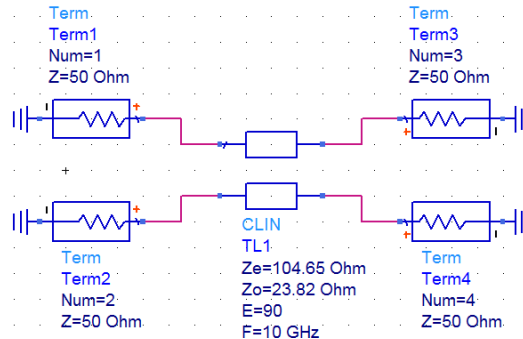 Term
Term1
Num=1
Z=50 Ohm
Term
Term3
Num=3
Z=50 Ohm
Term
Term2
Num=2
Z=50 Ohm
CLIN
TL1
Ze=104.65 Ohm
Zo=23.82 Ohm
E=90
F=10 GHz
Term
Term4
Num=4
Z=50 Ohm